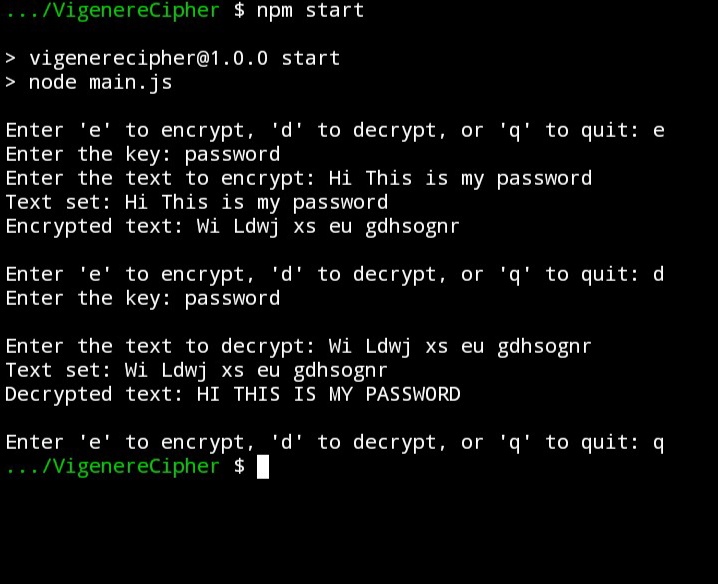 .../VigenereCipher $ npm start
> vigenerecipher@1.0.0 start
> node main.js
Enter 'e' to encrypt, 'd' to decrypt, or 'q' to quit: e
Enter the key: password
Enter the text to encrypt: Hi This is my password
Text set: Hi This is my password
Encrypted text: Wi Ldwj xs eu gdhsognr
Enter 'e' to encrypt, 'd' to decrypt, or 'q' to quit: d
Enter the key: password
Enter the text to decrypt: Wi Ldwj xs eu gdhsognr
Text set: Wi Ldwj xs eu gdhsognr
Decrypted text: HI THIS IS MY PASSWORD
Enter 'e' to encrypt, 'd' to decrypt, or 'q' to quit: q
.../VigenereCipher $